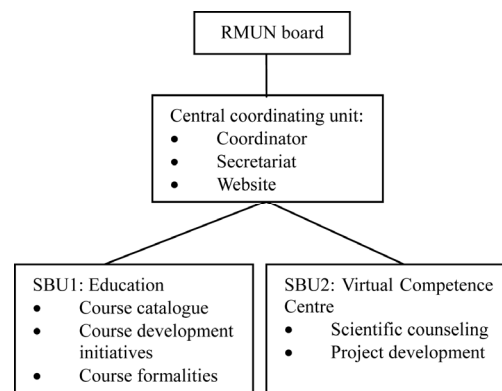 RMUN board
Central coordinating unit:
• Coordinator
• Secretariat
• Website
SBU1: Education
• Course catalogue
• Course development
initiatives
• Course formalities
SBU2: Virtual Competence
Centre
• Scientific counseling
• Project development